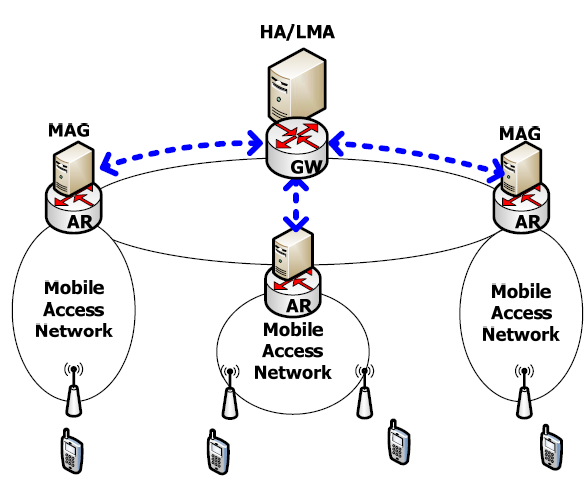 HA/LMA
MAG
MAG
GW
AR
AR
AR
Mobile
Access
Network
Mobile
Access
Network
Mobile
Access
Network